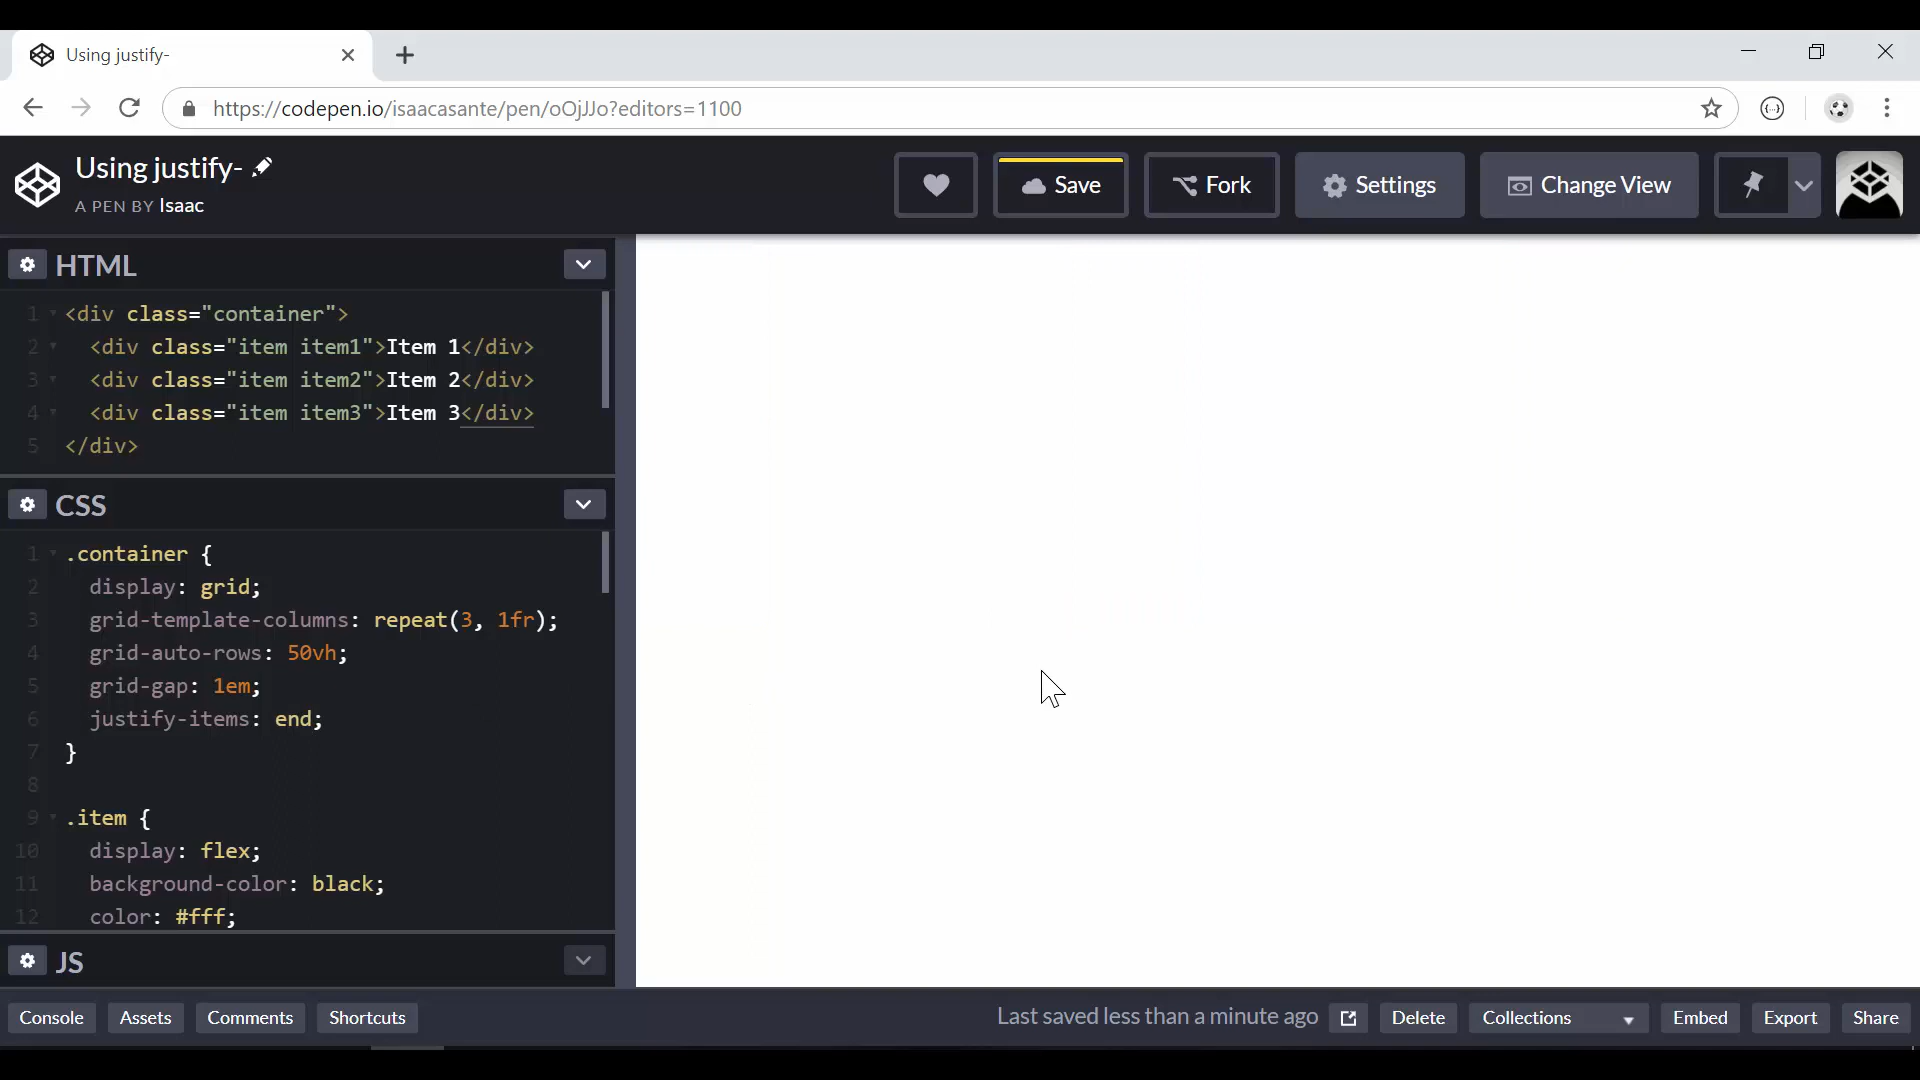 Using justify-
https://codepen.io/isaacasante/pen/oOjJJo?editors=1100
Using justify-
A PEN BY Isaac
Save
Fork
Settings
Change View
HTML
1 <div class="container">
2 <div class="item item1">Item 1</div>
3 <div class="item item2">Item 2</div>
4 <div class="item item3">Item 3</div>
5 </div>
CSS
1 .container {
2 display: grid;
3 grid-template-columns: repeat(3, 1fr);
4 grid-auto-rows: 50vh;
5 grid-gap: 1em;
6 justify-items: end;
7 }
8
9 .item {
10 display: flex;
11 background-color: black;
12 color: #fff;
JS
Console Assets Comments Shortcuts Last saved less than a minute ago Delete Collections Embed Export Share